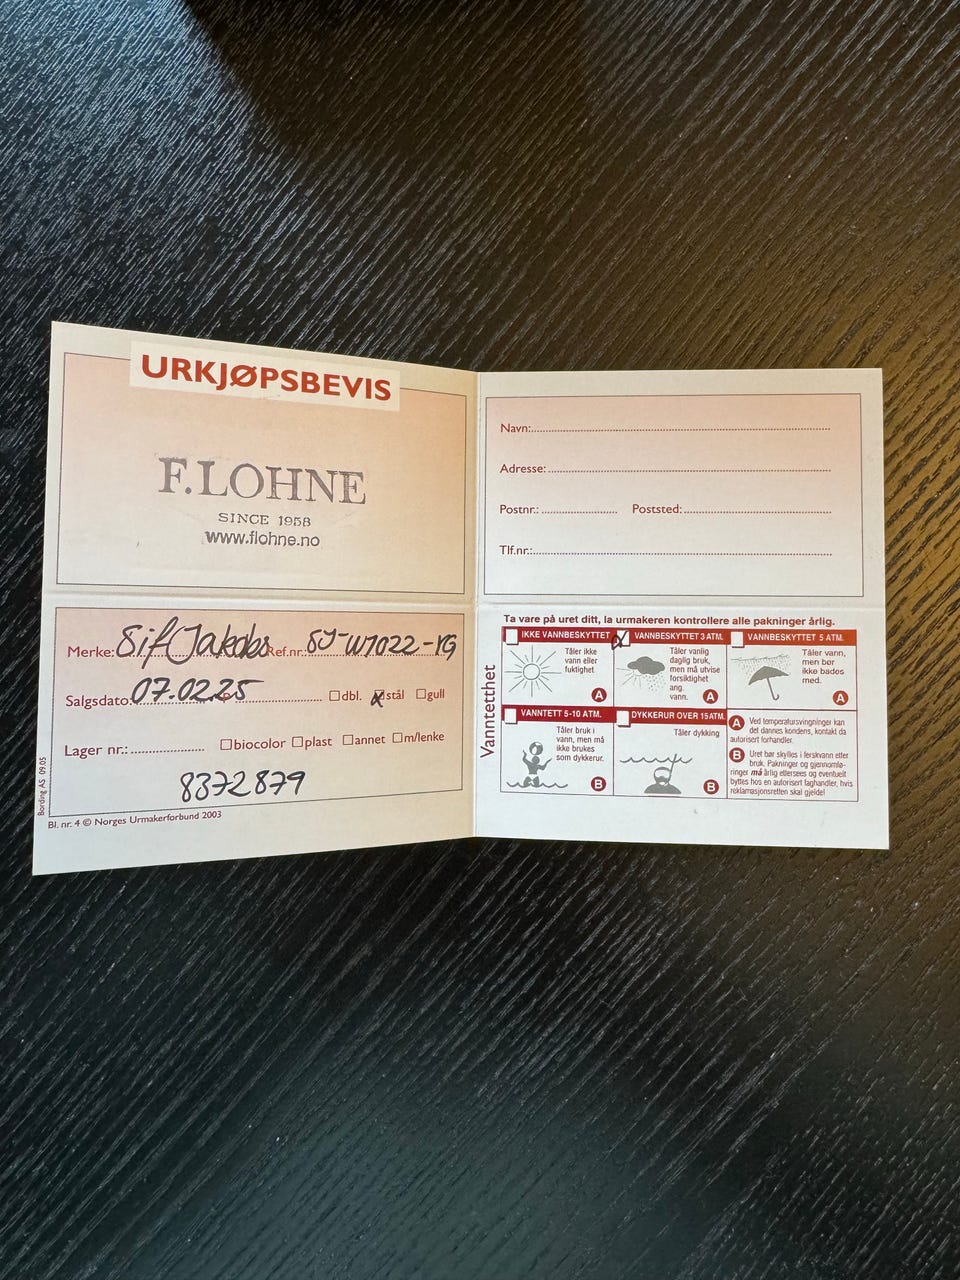 URKJØPSBEVIS
F.LOHNE
SINCE 1958
www.flohne.no
Navn:
Adresse:
Postnr.: Poststed:
Tlf.nr.:
Merke: Sif Jakobs Ref.nr.: SJ-W1022-YG
Salgsdato: 07.02.25 dbl. stål gull
Lager nr.: biocolor plast annet m/lenke
8372879
Bording AS 09.05
Bl. nr. 4 © Norges Urmakerforbund 2003
Ta vare på uret ditt, la urmakeren kontrollere alle pakninger årlig.
Vanntetthet
IKKE VANNBESKYTTET
Tåler ikke
vann eller
fuktighet.
A
VANNBESKYTTET 3 ATM.
Tåler vanlig
daglig bruk,
men må utvise
forsiktighet
ang.
vann.
A
VANNBESKYTTET 5 ATM.
Tåler vann,
men bør
ikke bades
med.
A
VANNTETT 5-10 ATM.
Tåler bruk i
vann, men må
ikke brukes
som dykkerur.
B
DYKKERUR OVER 15 ATM.
Tåler dykking
B
A Ved temperatursvingninger kan
det dannes kondens, kontakt da
autorisert forhandler.
B Uret bør skylles i ferskvann etter
bruk. Pakninger og gjennomfø-
ringer må årlig etterses og eventuelt
byttes hos en autorisert faghandler, hvis
reklamasjonsretten skal gjelde!